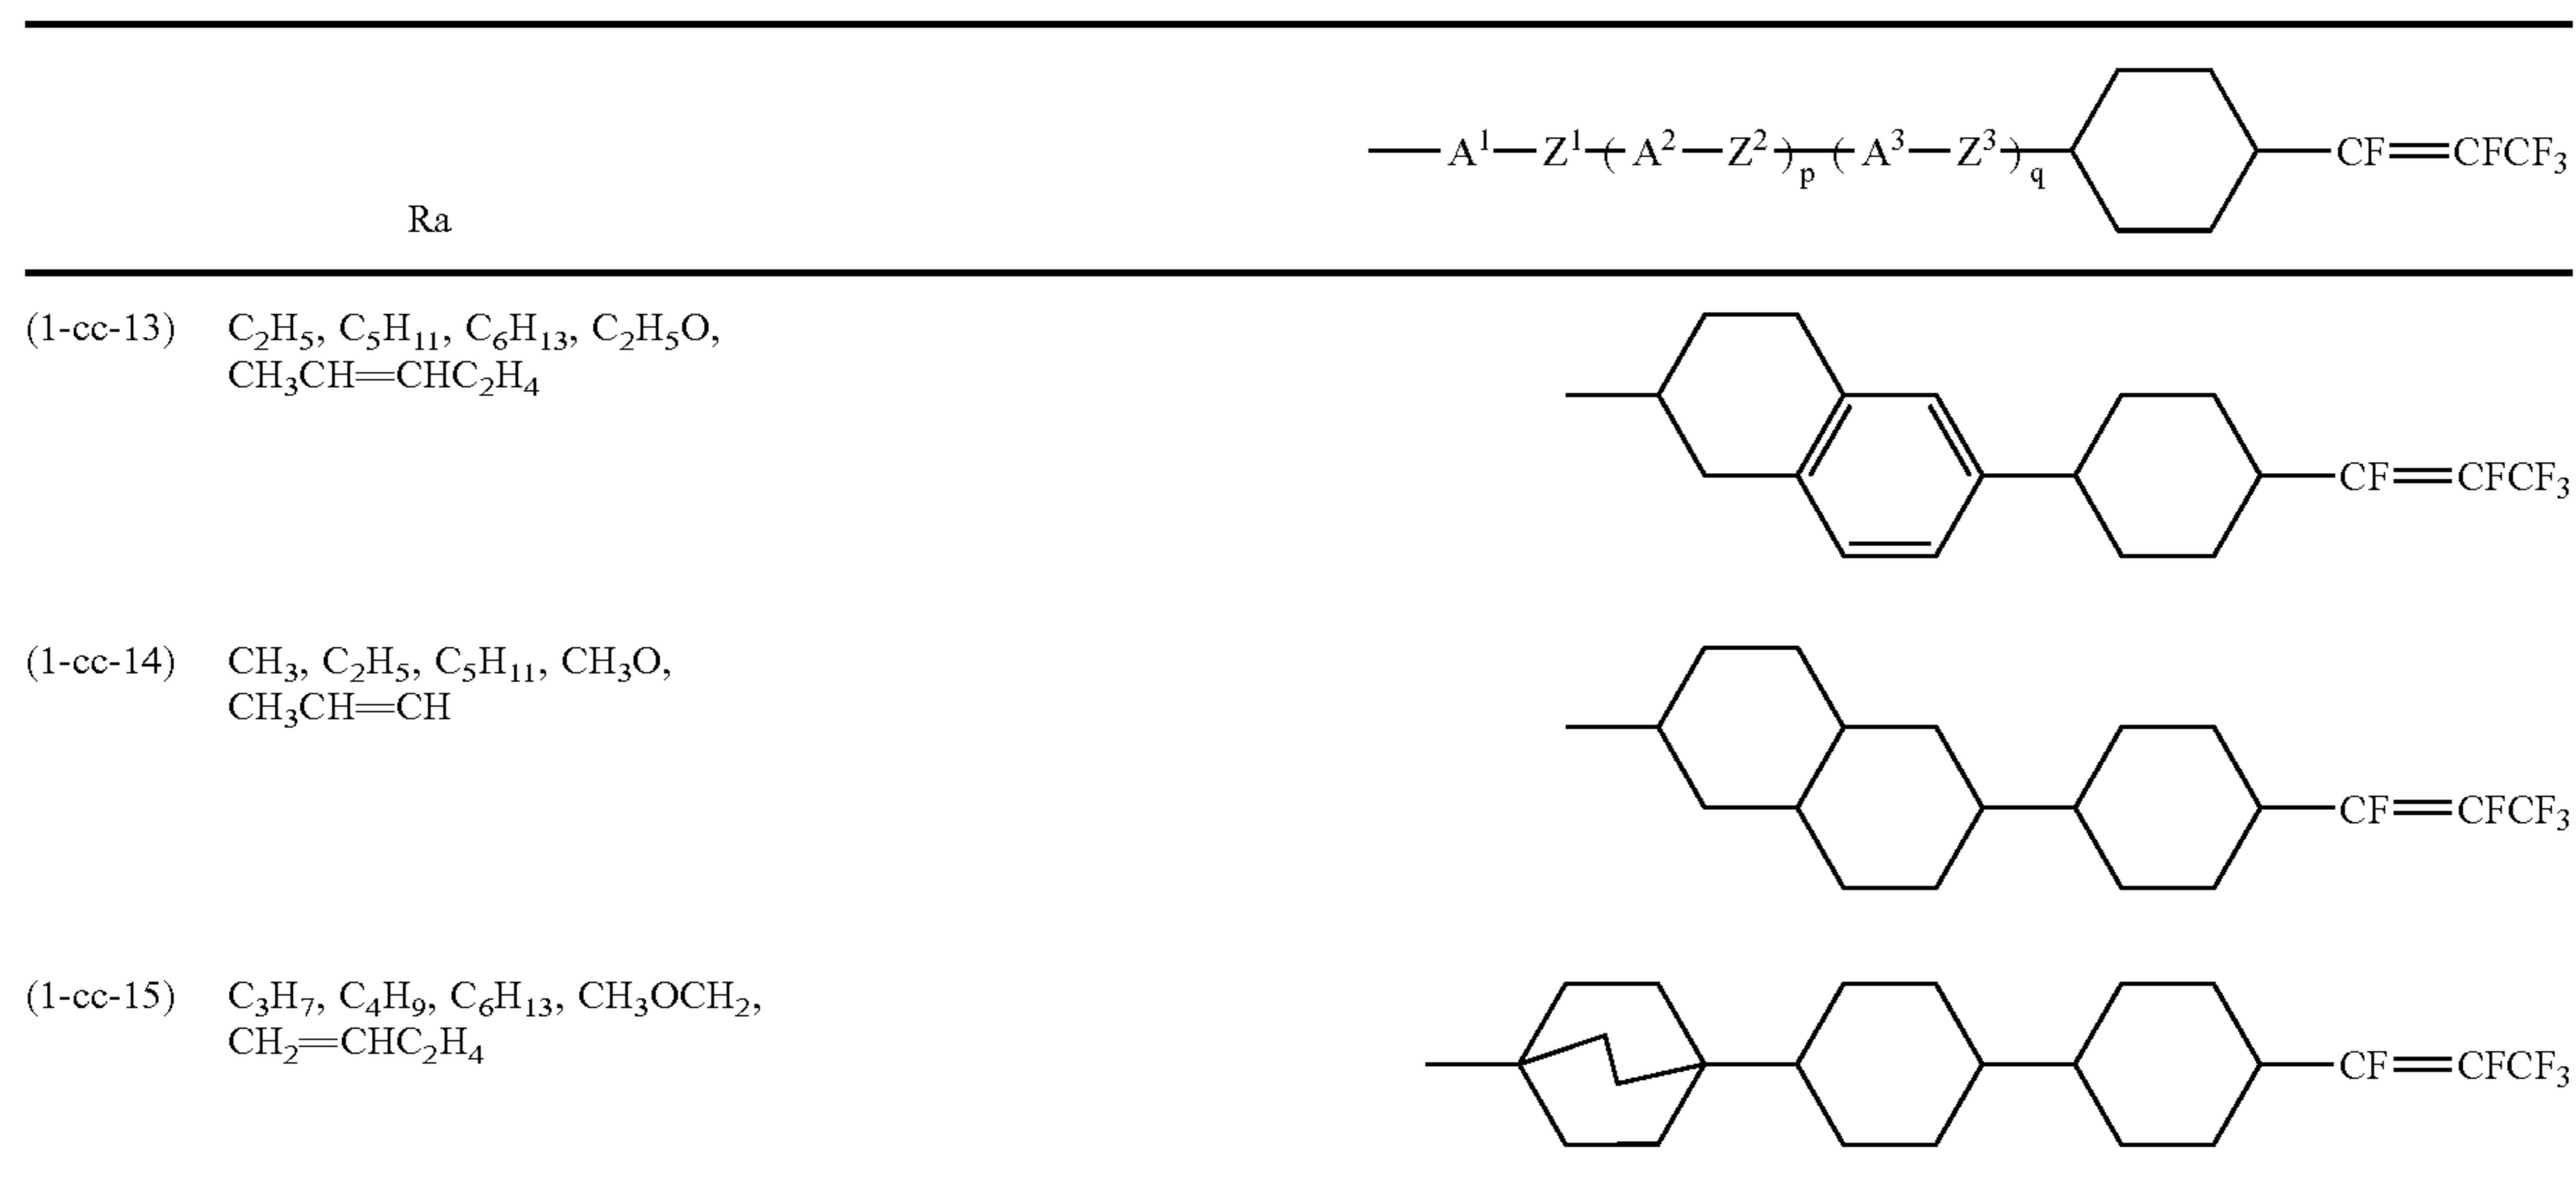 —A¹—Z¹—(A²—Z²)p—(A³—Z³)q—CF=CFCF₃
Ra
(1-cc-13) C₂H₅, C₅H₁₁, C₆H₁₃, C₂H₅O,
CH₃CH=CHC₂H₄
CF=CFCF₃
(1-cc-14) CH₃, C₂H₅, C₅H₁₁, CH₃O,
CH₃CH=CH
CF=CFCF₃
(1-cc-15) C₃H₇, C₄H₉, C₆H₁₃, CH₃OCH₂,
CH₂=CHC₂H₄
CF=CFCF₃